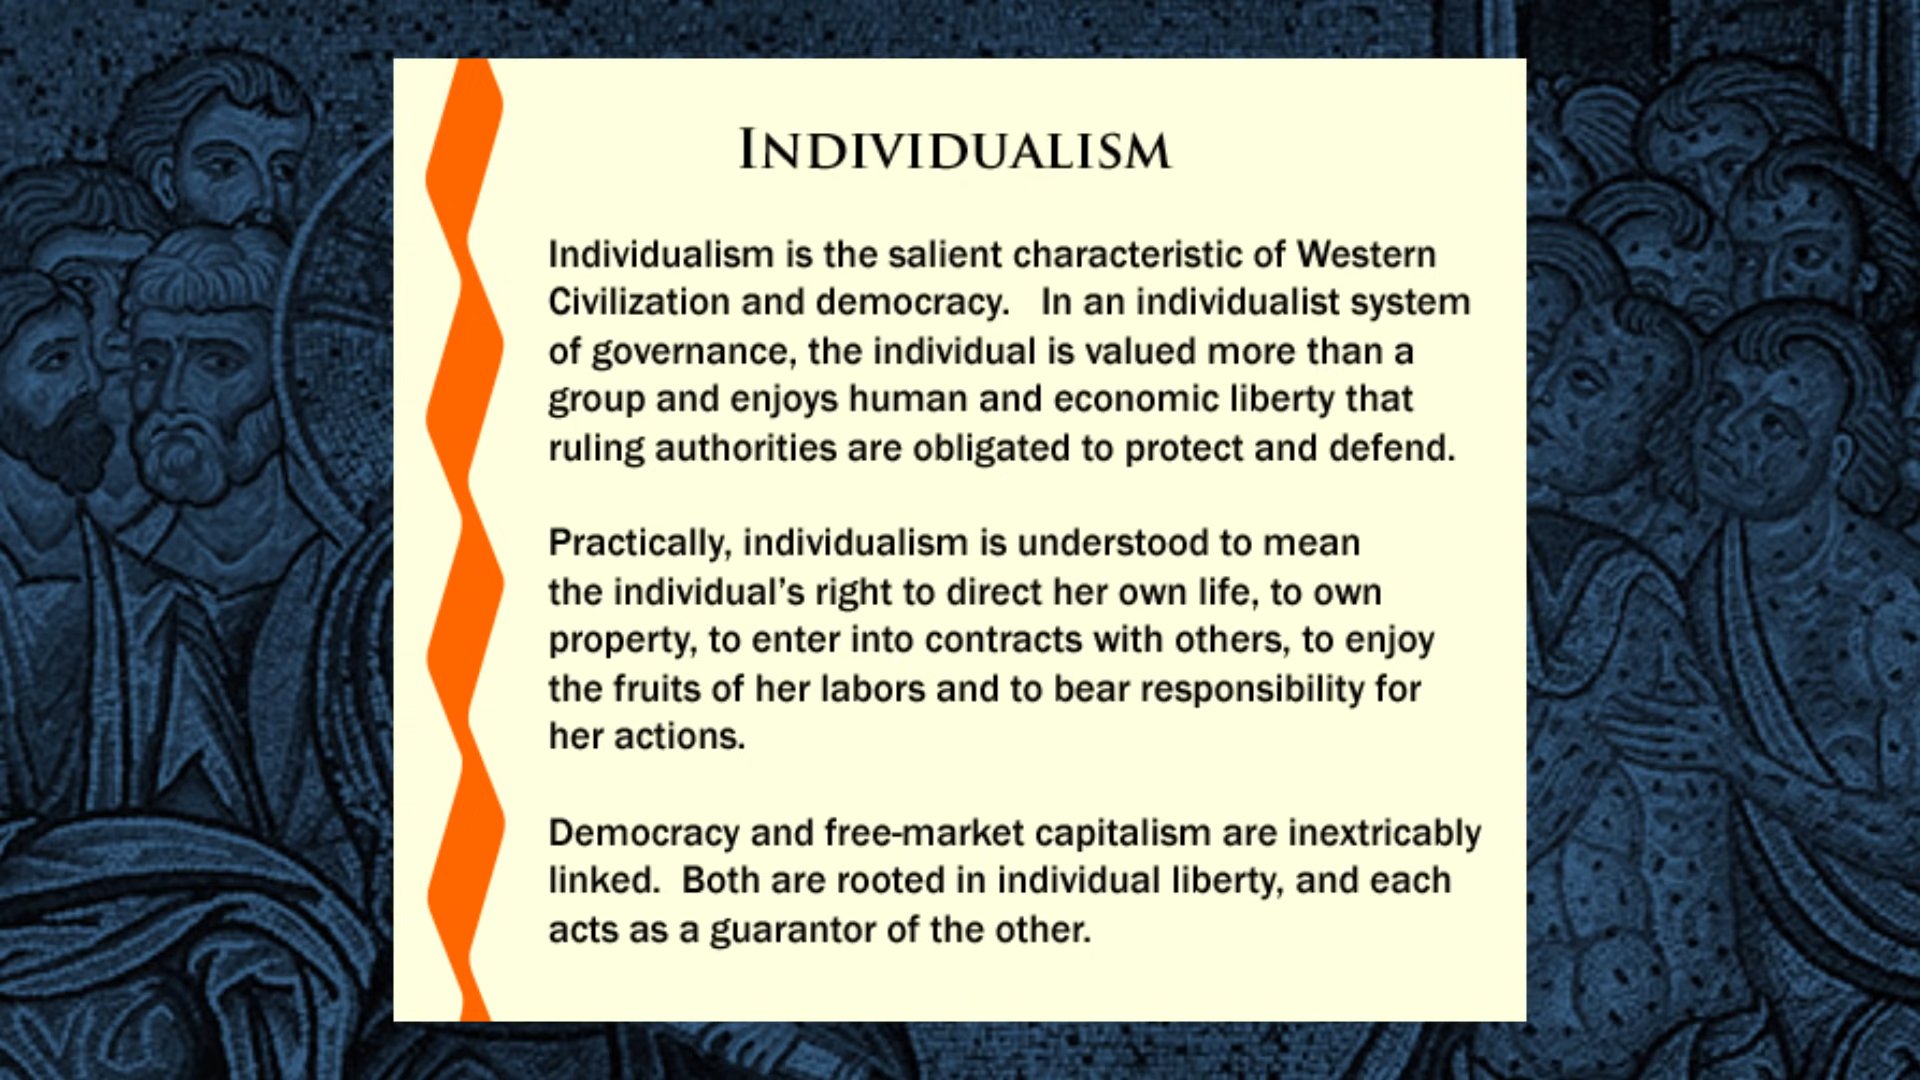 INDIVIDUALISM
Individualism is the salient characteristic of Western
Civilization and democracy.   In an individualist system
of governance, the individual is valued more than a
group and enjoys human and economic liberty that
ruling authorities are obligated to protect and defend.
Practically, individualism is understood to mean
the individual’s right to direct her own life, to own
property, to enter into contracts with others, to enjoy
the fruits of her labors and to bear responsibility for
her actions.
Democracy and free-market capitalism are inextricably
linked.  Both are rooted in individual liberty, and each
acts as a guarantor of the other.